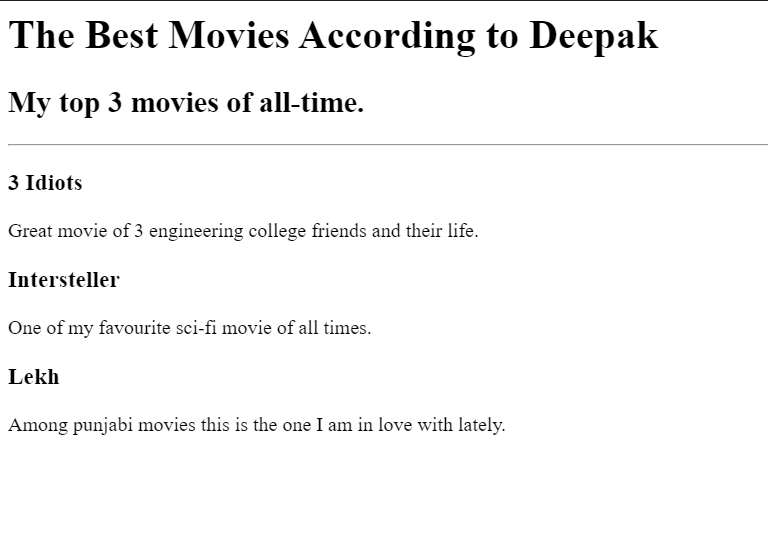 The Best Movies According to Deepak
My top 3 movies of all-time.
3 Idiots
Great movie of 3 engineering college friends and their life.
Intersteller
One of my favourite sci-fi movie of all times.
Lekh
Among punjabi movies this is the one I am in love with lately.